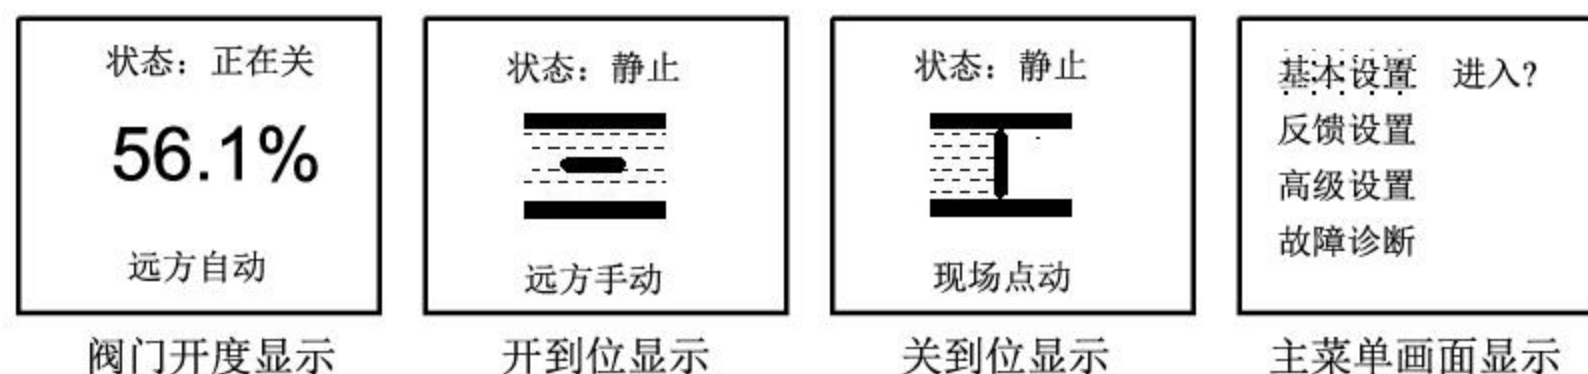 状态：正在关
56.1%
远方自动
阀门开度显示
状态：静止
远方手动
开到位显示
状态：静止
现场点动
关到位显示
基本设置 进入?
反馈设置
高级设置
故障诊断
主菜单画面显示